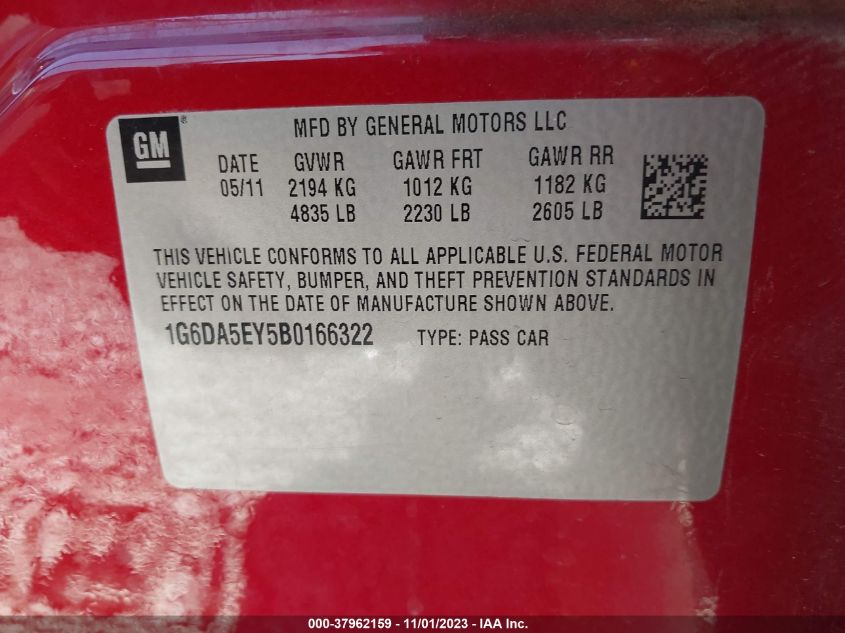 GM®
MFD BY GENERAL MOTORS LLC
DATE GVWR GAWR FRT GAWR RR
05/11 2194 KG 1012 KG 1182 KG
4835 LB 2230 LB 2605 LB
THIS VEHICLE CONFORMS TO ALL APPLICABLE U.S. FEDERAL MOTOR
VEHICLE SAFETY, BUMPER, AND THEFT PREVENTION STANDARDS IN
EFFECT ON THE DATE OF MANUFACTURE SHOWN ABOVE.
1G6DA5EY5B0166322 TYPE: PASS CAR
000-37962159 - 11/01/2023 - IAA Inc.